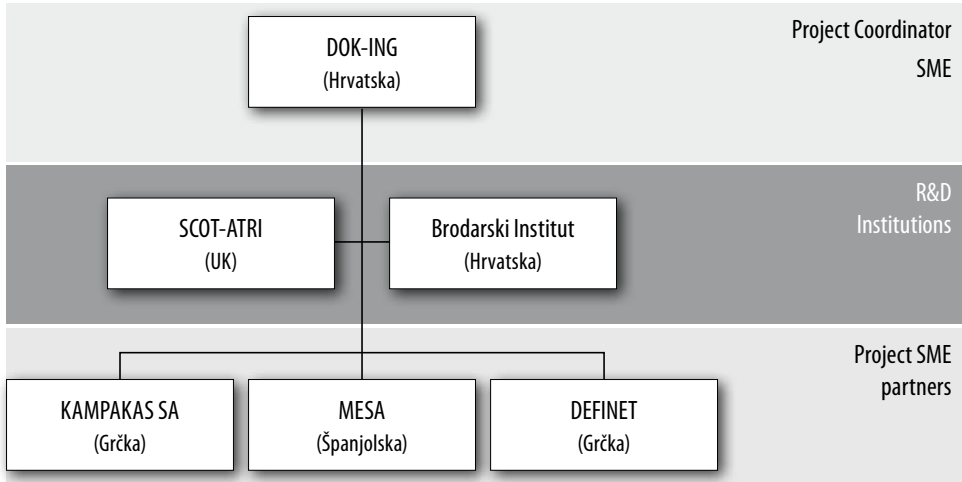 DOK-ING
(Hrvatska)
Project Coordinator
SME
SCOT-ATRI
(UK)
Brodarski Institut
(Hrvatska)
R&D
Institutions
KAMPAKAS SA
(Grčka)
MESA
(Španjolska)
DEFINET
(Grčka)
Project SME
partners